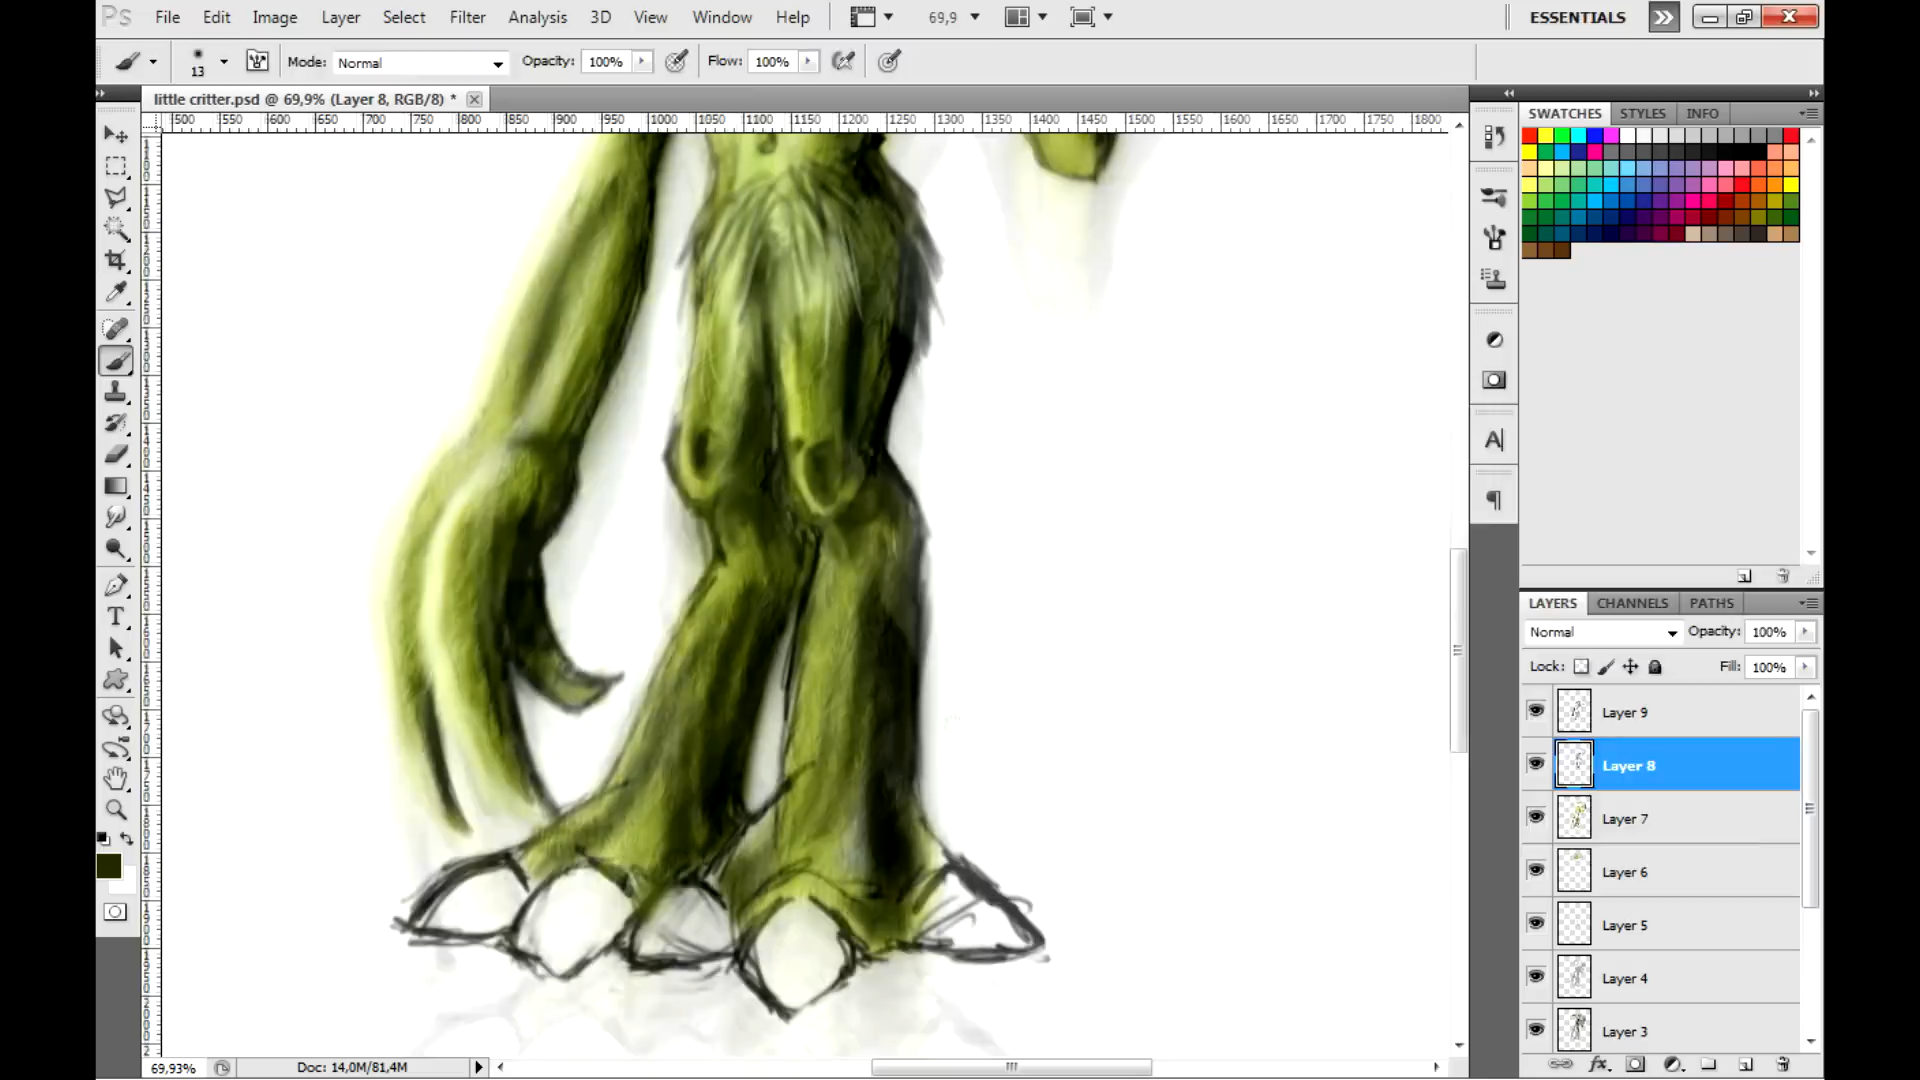 Ps File Edit Image Layer Select Filter Analysis 3D View Window Help 69,9 ESSENTIALS
13 Mode: Normal Opacity: 100% Flow: 100%
little critter.psd @ 69,9% (Layer 8, RGB/8) *
500 550 600 650 700 750 800 850 900 950 1000 1050 1100 1150 1200 1250 1300 1350 1400 1450 1500 1550 1600 1650 1700 1750 1800
SWATCHES STYLES INFO
LAYERS CHANNELS PATHS
Normal Opacity: 100%
Lock: Fill: 100%
Layer 9
Layer 8
Layer 7
Layer 6
Layer 5
Layer 4
Layer 3
69,93% Doc: 14,0M/81,4M